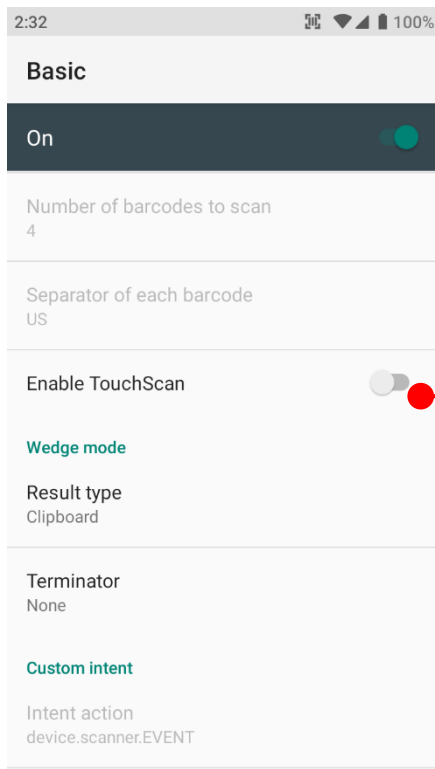 2:32 100%
Basic
On
Number of barcodes to scan
4
Separator of each barcode
US
Enable TouchScan
Wedge mode
Result type
Clipboard
Terminator
None
Custom intent
Intent action
device.scanner.EVENT